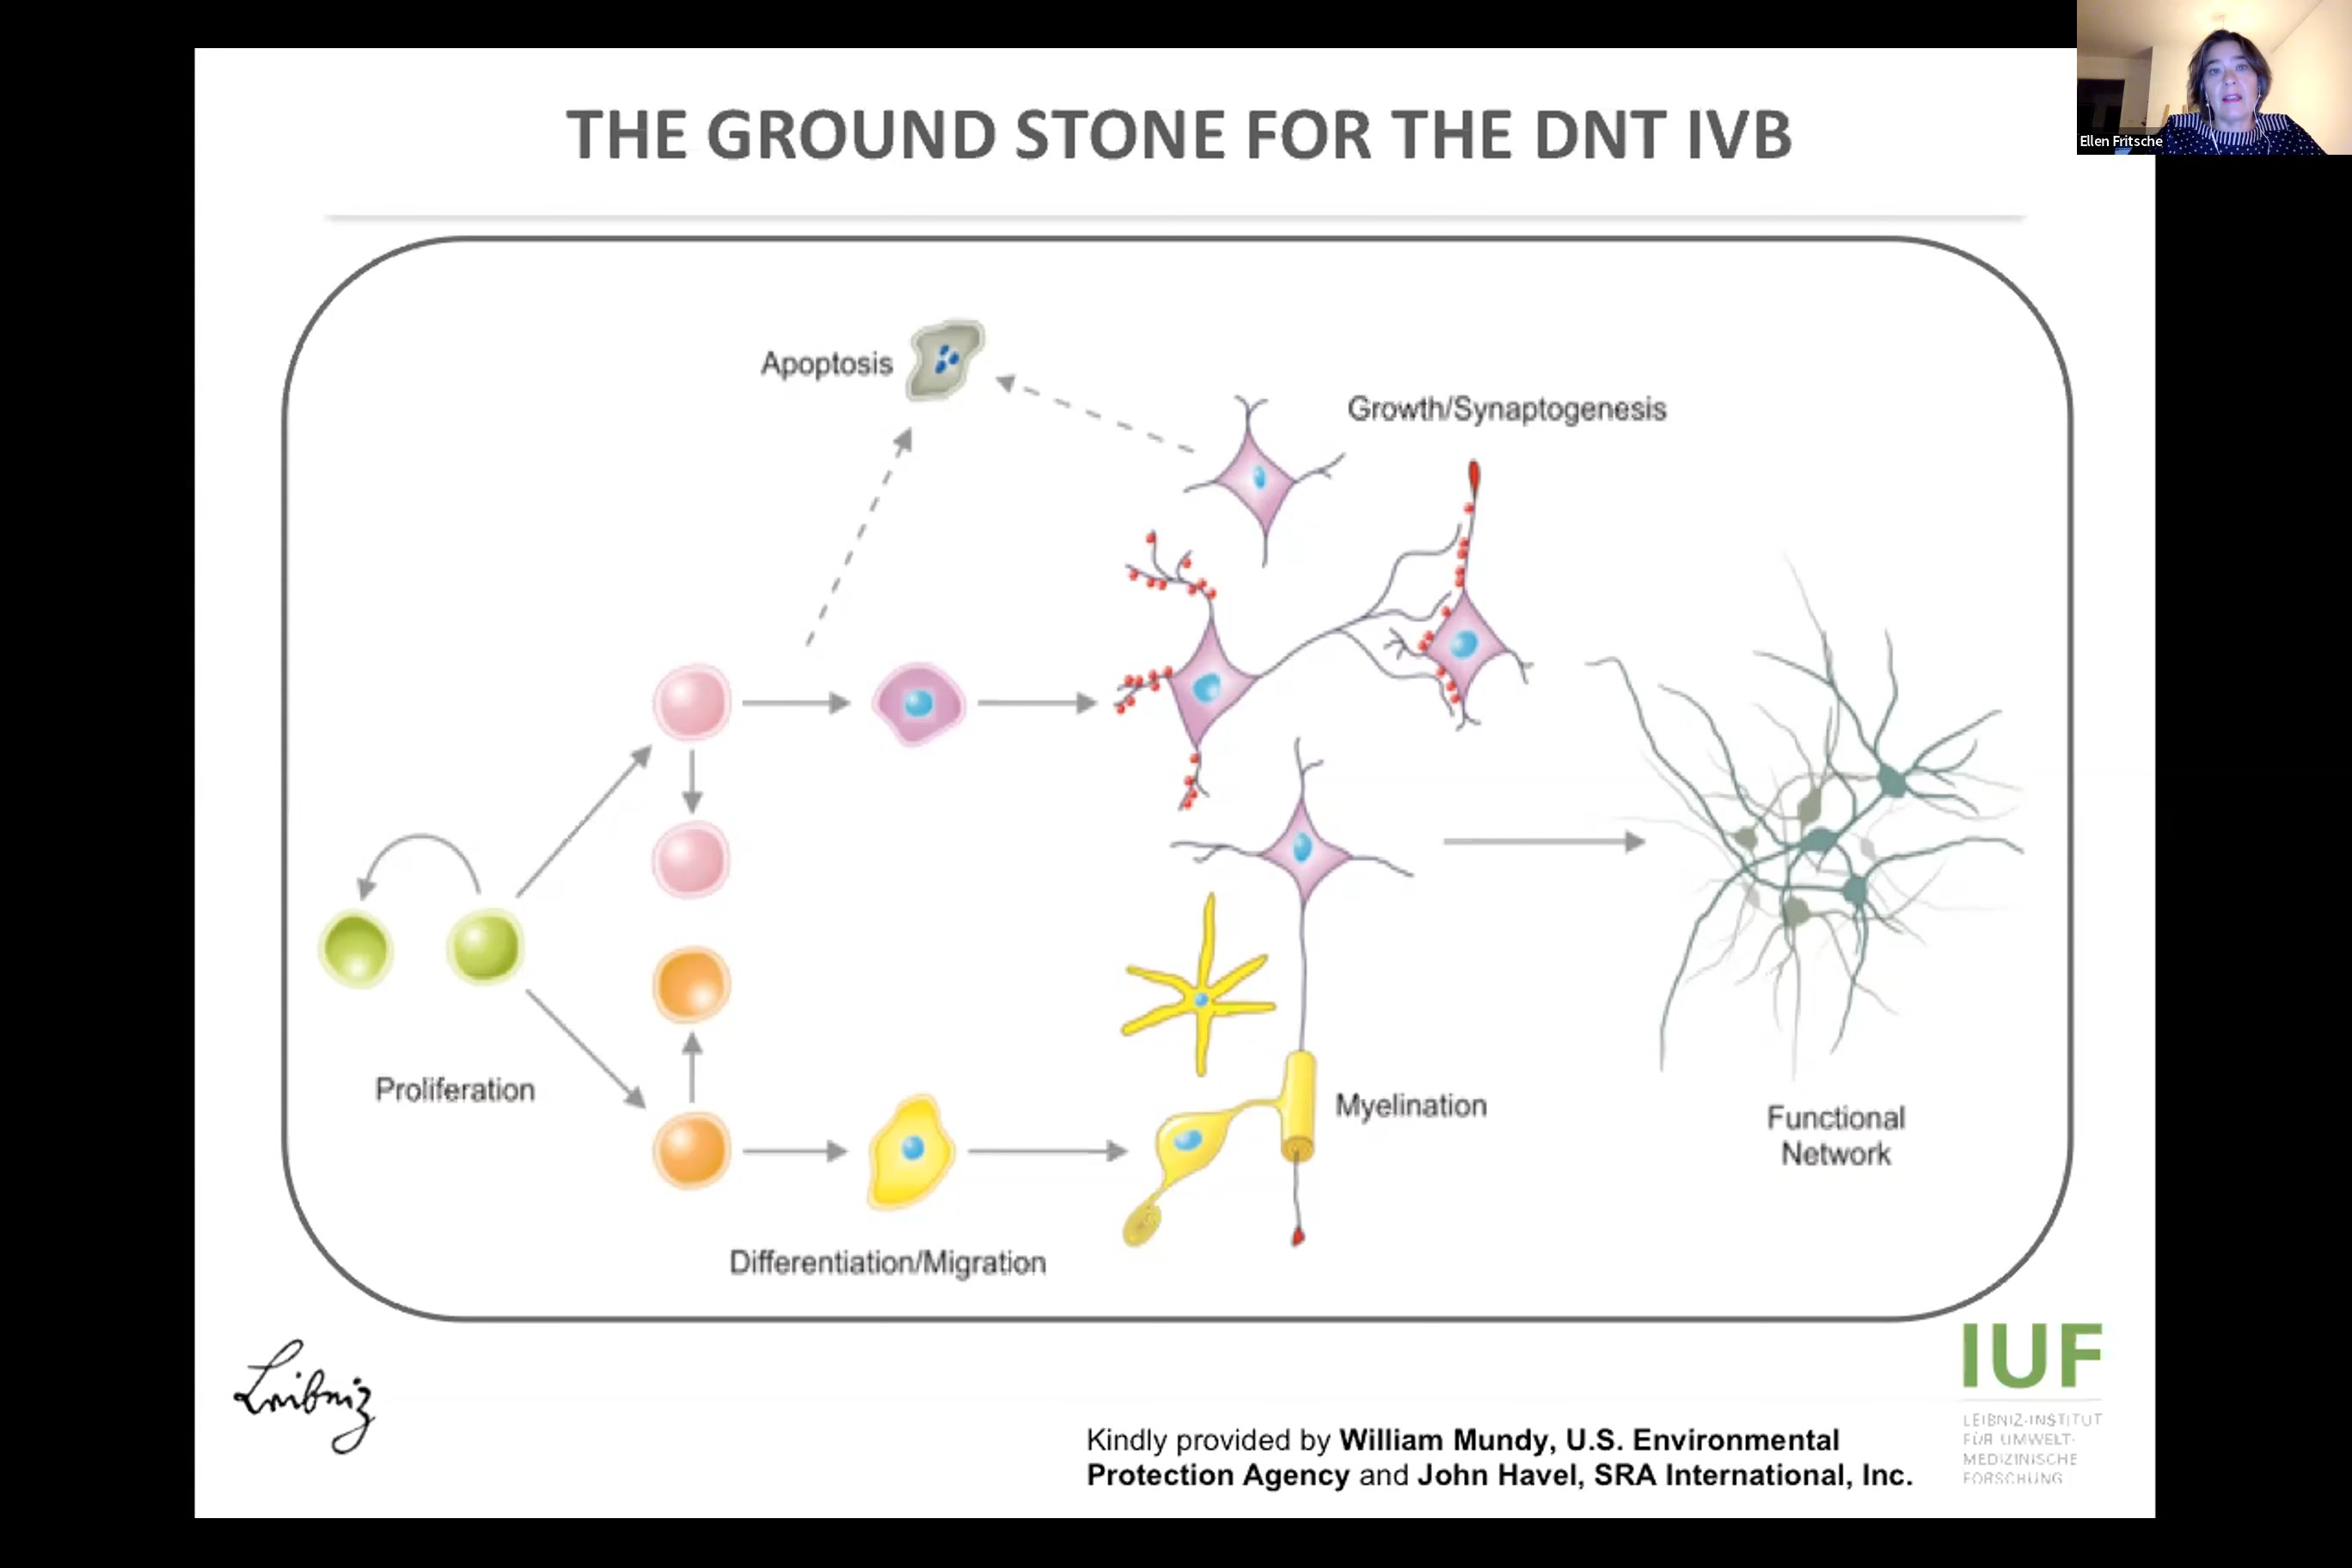 THE GROUND STONE FOR THE DNT IVB
Ellen Fritsche
Apoptosis
Growth/Synaptogenesis
Proliferation
Myelination
Functional
Network
Differentiation/Migration
Leibniz
IUF
LEIBNIZ-INSTITUT
FÜR UMWELT-
MEDIZINISCHE
FORSCHUNG
Kindly provided by William Mundy, U.S. Environmental
Protection Agency and John Havel, SRA International, Inc.